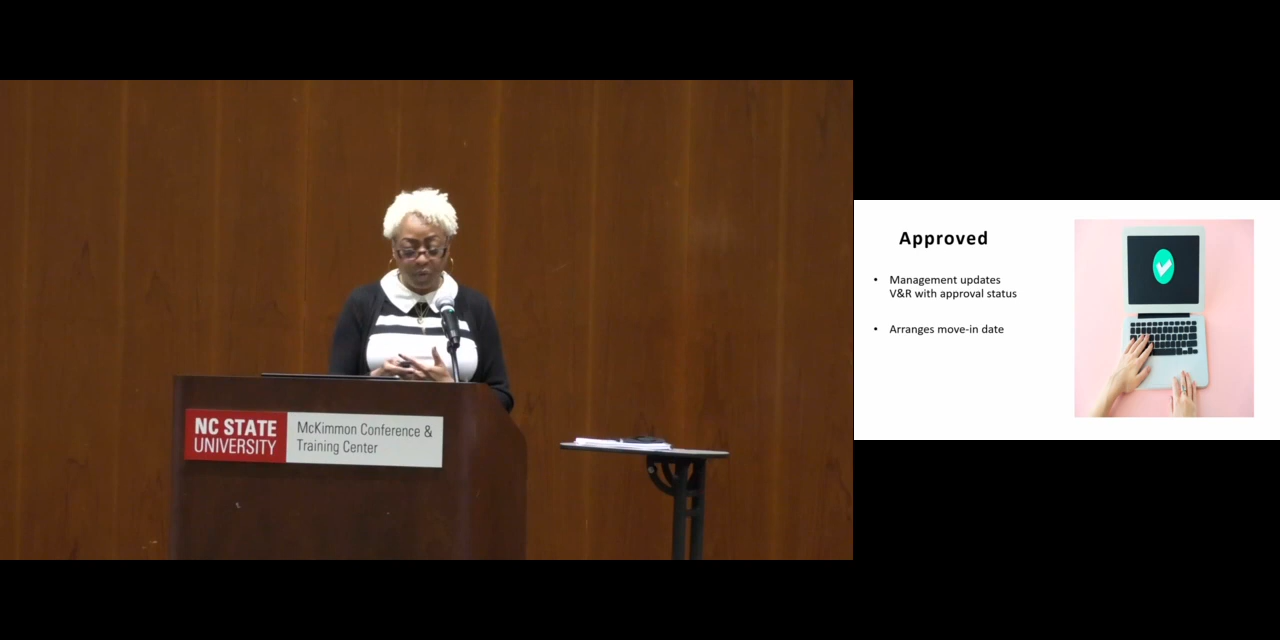 NC STATE
UNIVERSITY
McKimmon Conference &
Training Center
Approved
• Management updates
V&R with approval status
• Arranges move-in date